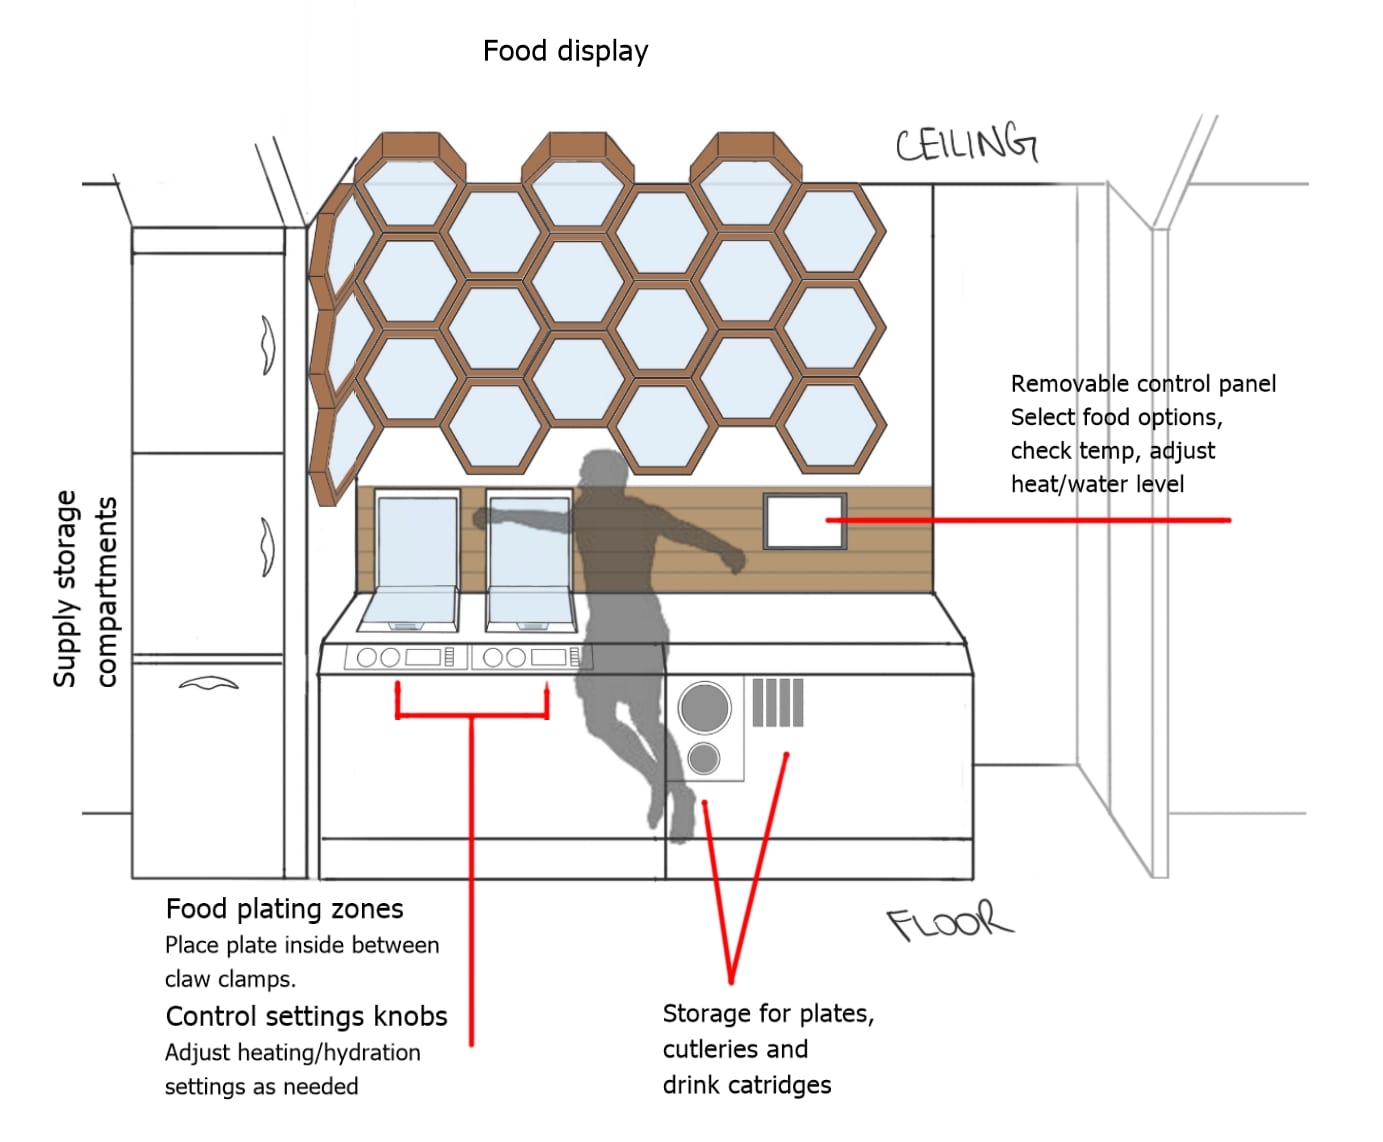 Food display
CEILING
Removable control panel
Select food options,
check temp, adjust
heat/water level
Supply storage
compartments
FLOOR
Food plating zones
Place plate inside between
claw clamps.
Control settings knobs
Adjust heating/hydration
settings as needed
Storage for plates,
cutleries and
drink catridges